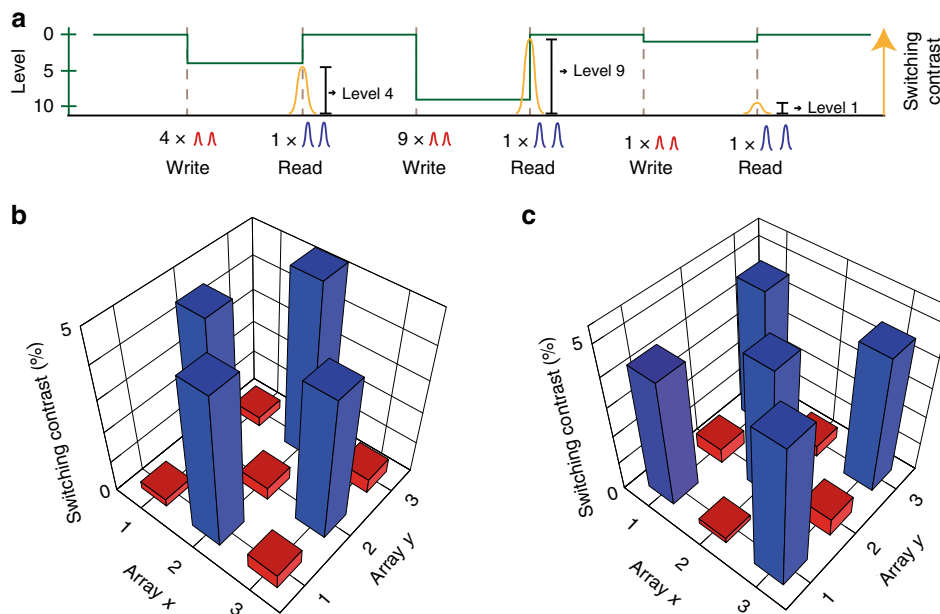 a
Level
0
5
10
Level 4
Level 9
Level 1
Switching contrast
4 ×
1 ×
9 ×
1 ×
1 ×
1 ×
Write
Read
Write
Read
Write
Read
b
Switching contrast (%)
5
0
1
2
3
Array x
1
2
3
Array y
c
Switching contrast (%)
5
0
1
2
3
Array x
1
2
3
Array y